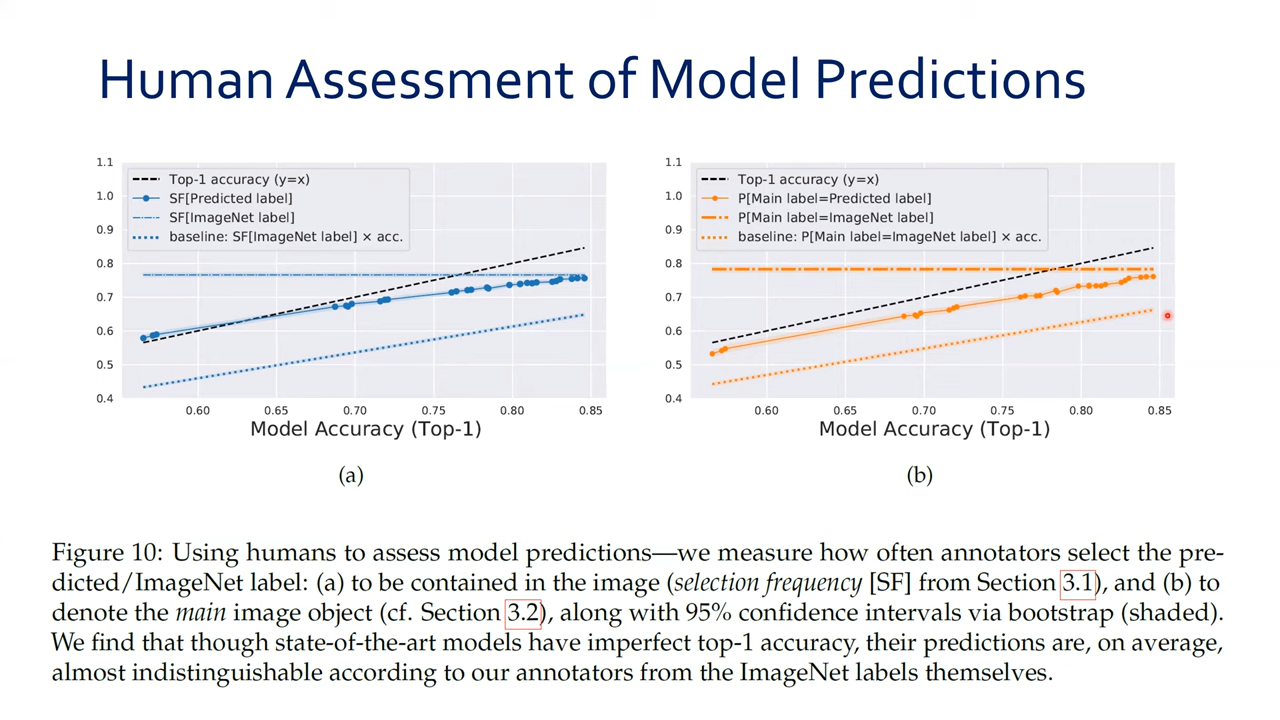 Human Assessment of Model Predictions
1.1
1.0
0.9
0.8
0.7
0.6
0.5
0.4
Top-1 accuracy (y=x)
SF[Predicted label]
SF[ImageNet label]
baseline: SF[ImageNet label] × acc.
0.60 0.65 0.70 0.75 0.80 0.85
Model Accuracy (Top-1)
(a)
1.1
1.0
0.9
0.8
0.7
0.6
0.5
0.4
Top-1 accuracy (y=x)
P[Main label=Predicted label]
P[Main label=ImageNet label]
baseline: P[Main label=ImageNet label] × acc.
0.60 0.65 0.70 0.75 0.80 0.85
Model Accuracy (Top-1)
(b)
Figure 10: Using humans to assess model predictions—we measure how often annotators select the pre-
dicted/ImageNet label: (a) to be contained in the image (selection frequency [SF] from Section 3.1), and (b) to
denote the main image object (cf. Section 3.2), along with 95% confidence intervals via bootstrap (shaded).
We find that though state-of-the-art models have imperfect top-1 accuracy, their predictions are, on average,
almost indistinguishable according to our annotators from the ImageNet labels themselves.